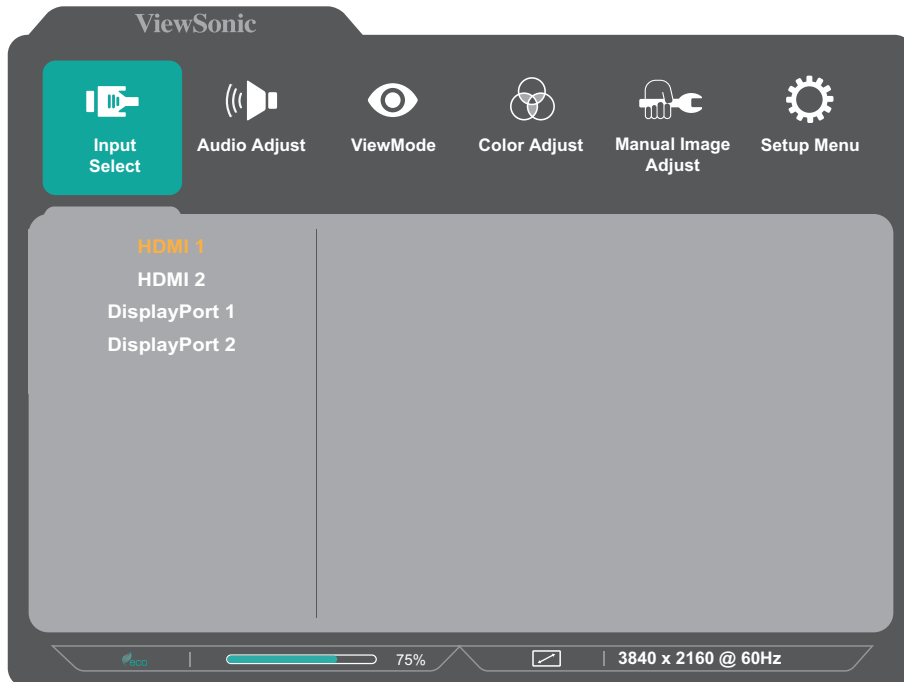 ViewSonic
Input
Select
Audio Adjust
ViewMode
Color Adjust
Manual Image
Adjust
Setup Menu
HDMI 1
HDMI 2
DisplayPort 1
DisplayPort 2
eco
75%
3840 x 2160 @ 60Hz